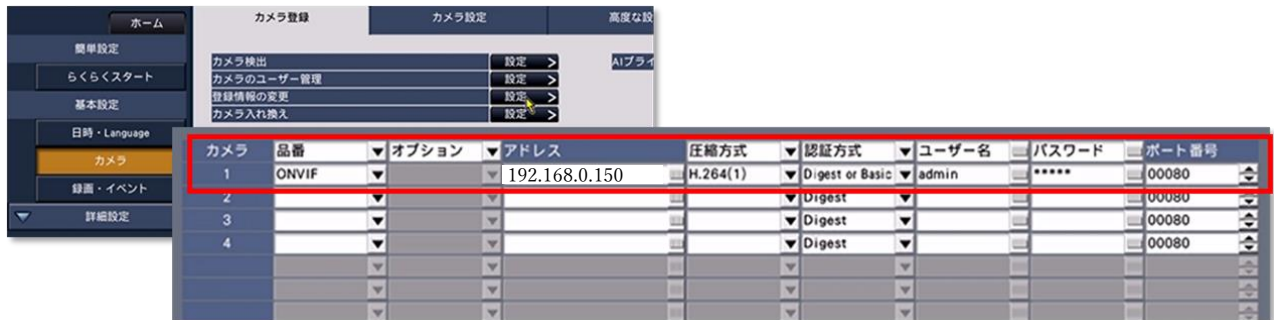 ホーム
カメラ登録
カメラ設定
高度な設
簡単設定
らくらくスタート
基本設定
日時・Language
カメラ
録画・イベント
詳細設定
カメラ検出 設定 >
AIプライ
カメラのユーザー管理 設定 >
登録情報の変更 設定 >
カメラ入れ換え 設定 >
カメラ 品番 オプション アドレス 圧縮方式 認証方式 ユーザー名 パスワード ポート番号
1 ONVIF 192.168.0.150 H.264(1) Digest or Basic admin ***** 00080
2 Digest 00080
3 Digest 00080
4 Digest 00080